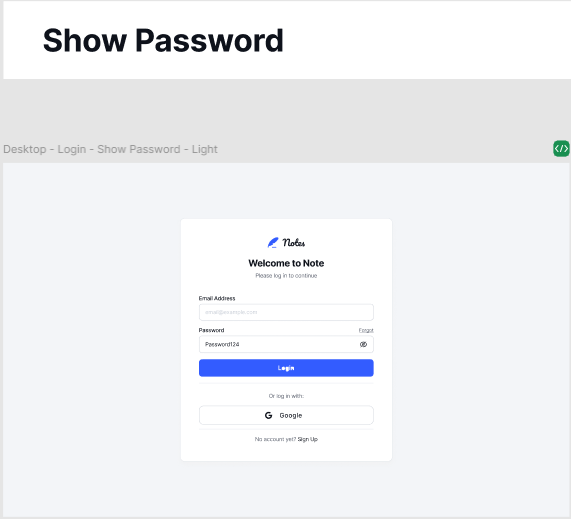 Show Password
Desktop - Login - Show Password - Light
</>
Notes
Welcome to Note
Please log in to continue
Email Address
email@example.com
Password Forgot
Password124
Login
Or log in with:
Google
No account yet? Sign Up